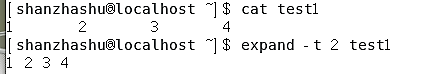 [shanzhashu@localhost ~]$ cat test1
1       2       3       4
[shanzhashu@localhost ~]$ expand -t 2 test1
1 2 3 4